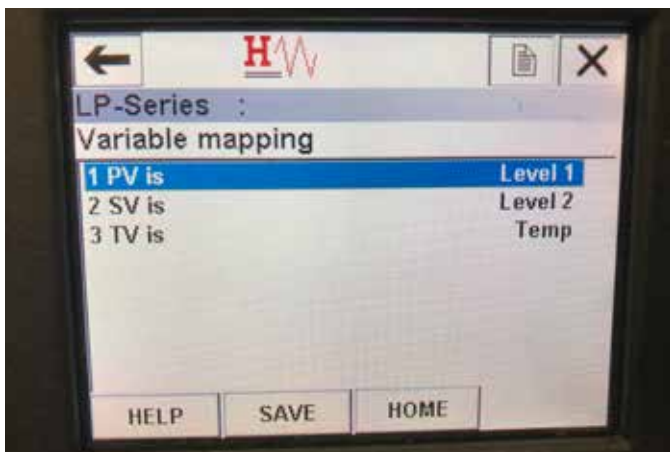 H
LP-Series :
Variable mapping
1 PV is Level 1
2 SV is Level 2
3 TV is Temp
HELP SAVE HOME